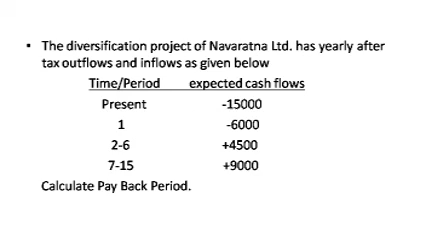 • The diversification project of Navaratna Ltd. has yearly after
tax outflows and inflows as given below
Time/Period expected cash flows
Present -15000
1 -6000
2-6 +4500
7-15 +9000
Calculate Pay Back Period.